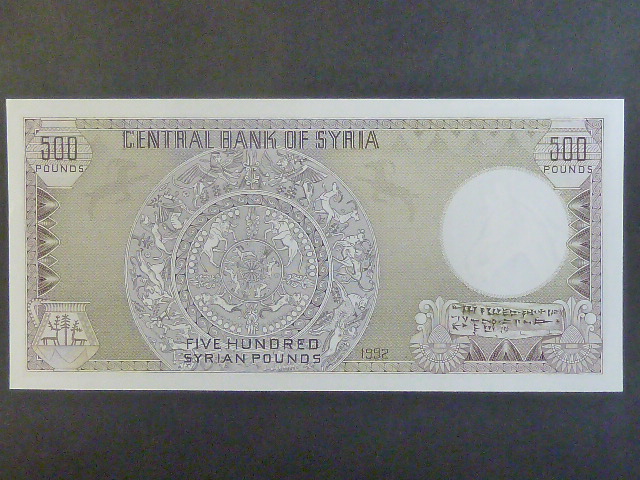 CENTRAL BANK OF SYRIA
500
POUNDS
500
POUNDS
FIVE HUNDRED
SYRIAN POUNDS
1992